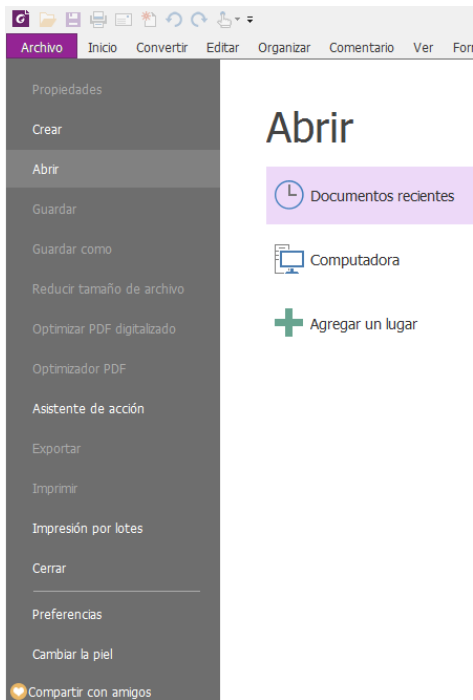 Archivo Inicio Convertir Editar Organizar Comentario Ver
Propiedades
Crear
Abrir
Guardar
Guardar como
Reducir tamaño de archivo
Optimizar PDF digitalizado
Optimizador PDF
Asistente de acción
Exportar
Imprimir
Impresión por lotes
Cerrar
Preferencias
Cambiar la piel
Compartir con amigos
Abrir
Documentos recientes
Computadora
Agregar un lugar